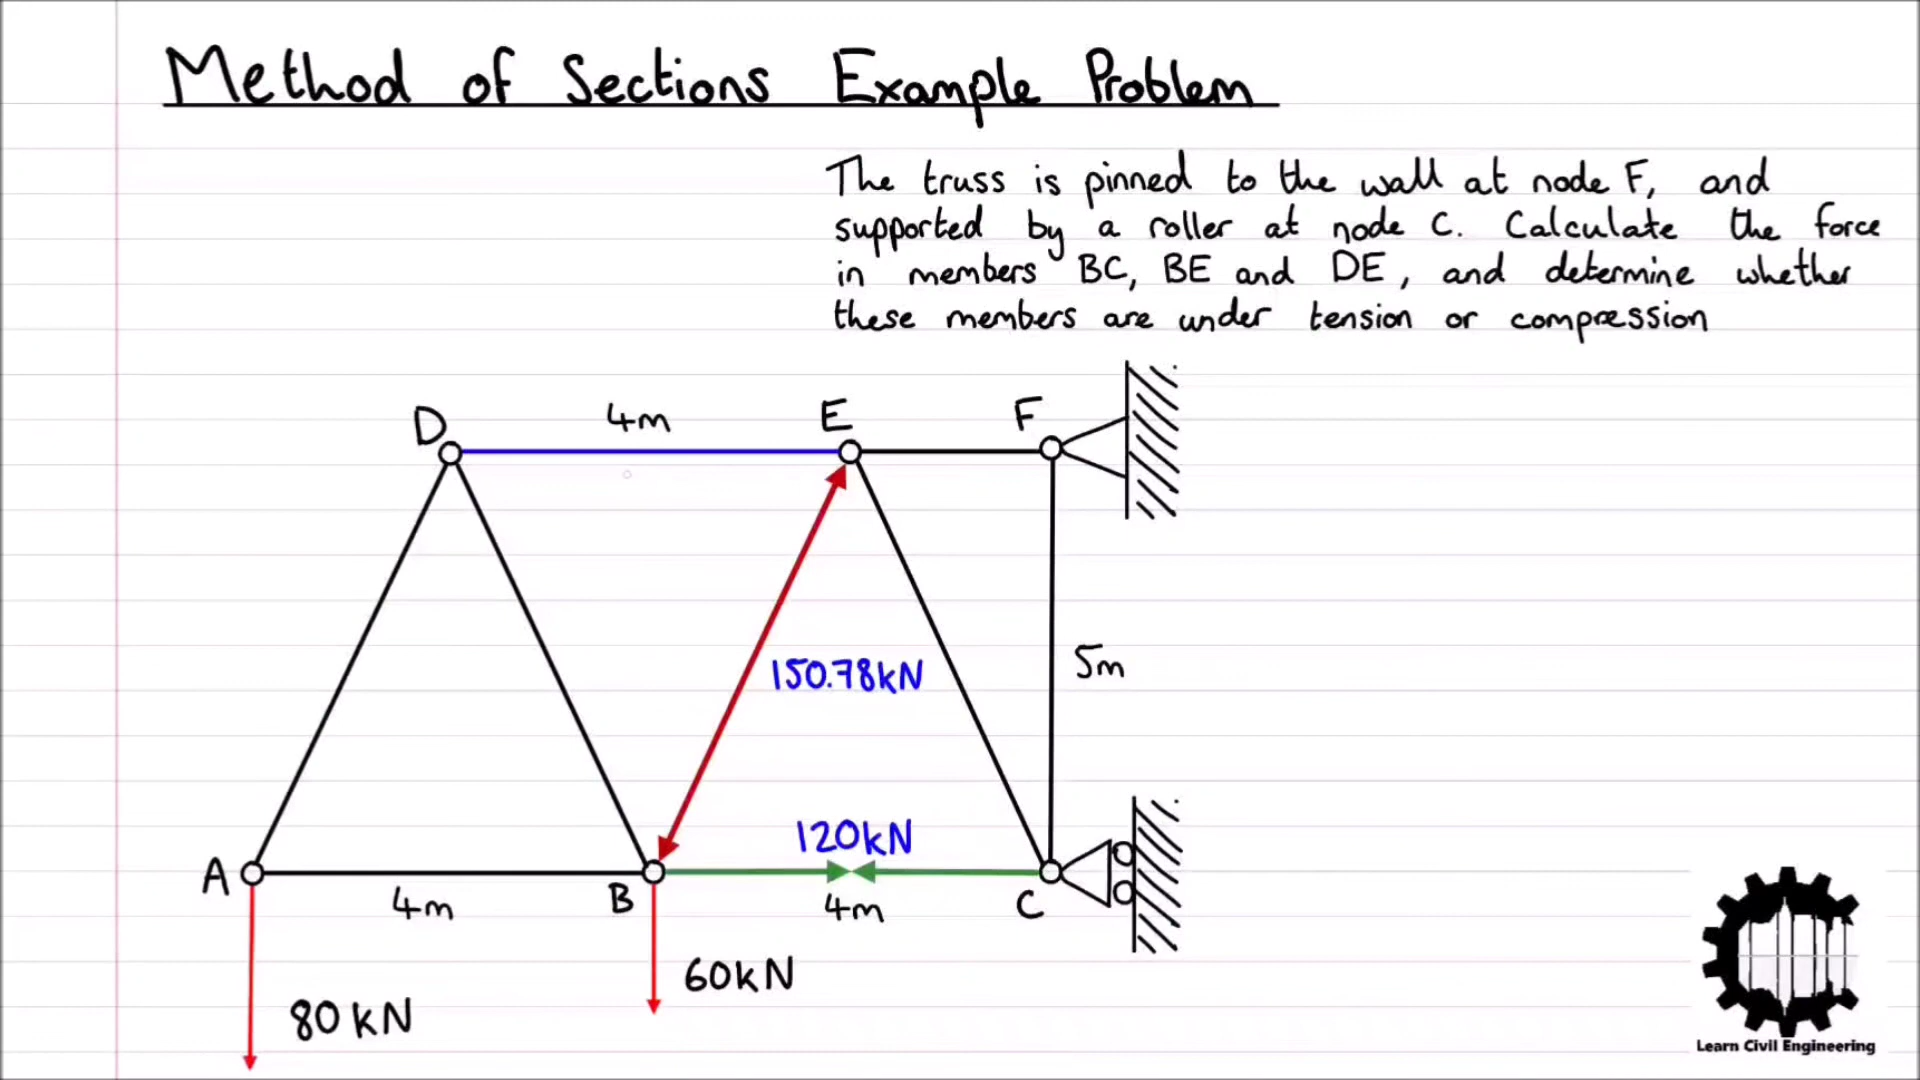 Method of Sections Example Problem
The truss is pinned to the wall at node F, and
supported by a roller at node C. Calculate the force
in members BC, BE and DE, and determine whether
these members are under tension or compression
D
4m
E
F
150.78kN
5m
120kN
A
4m
B
4m
C
60kN
80kN
Learn Civil Engineering